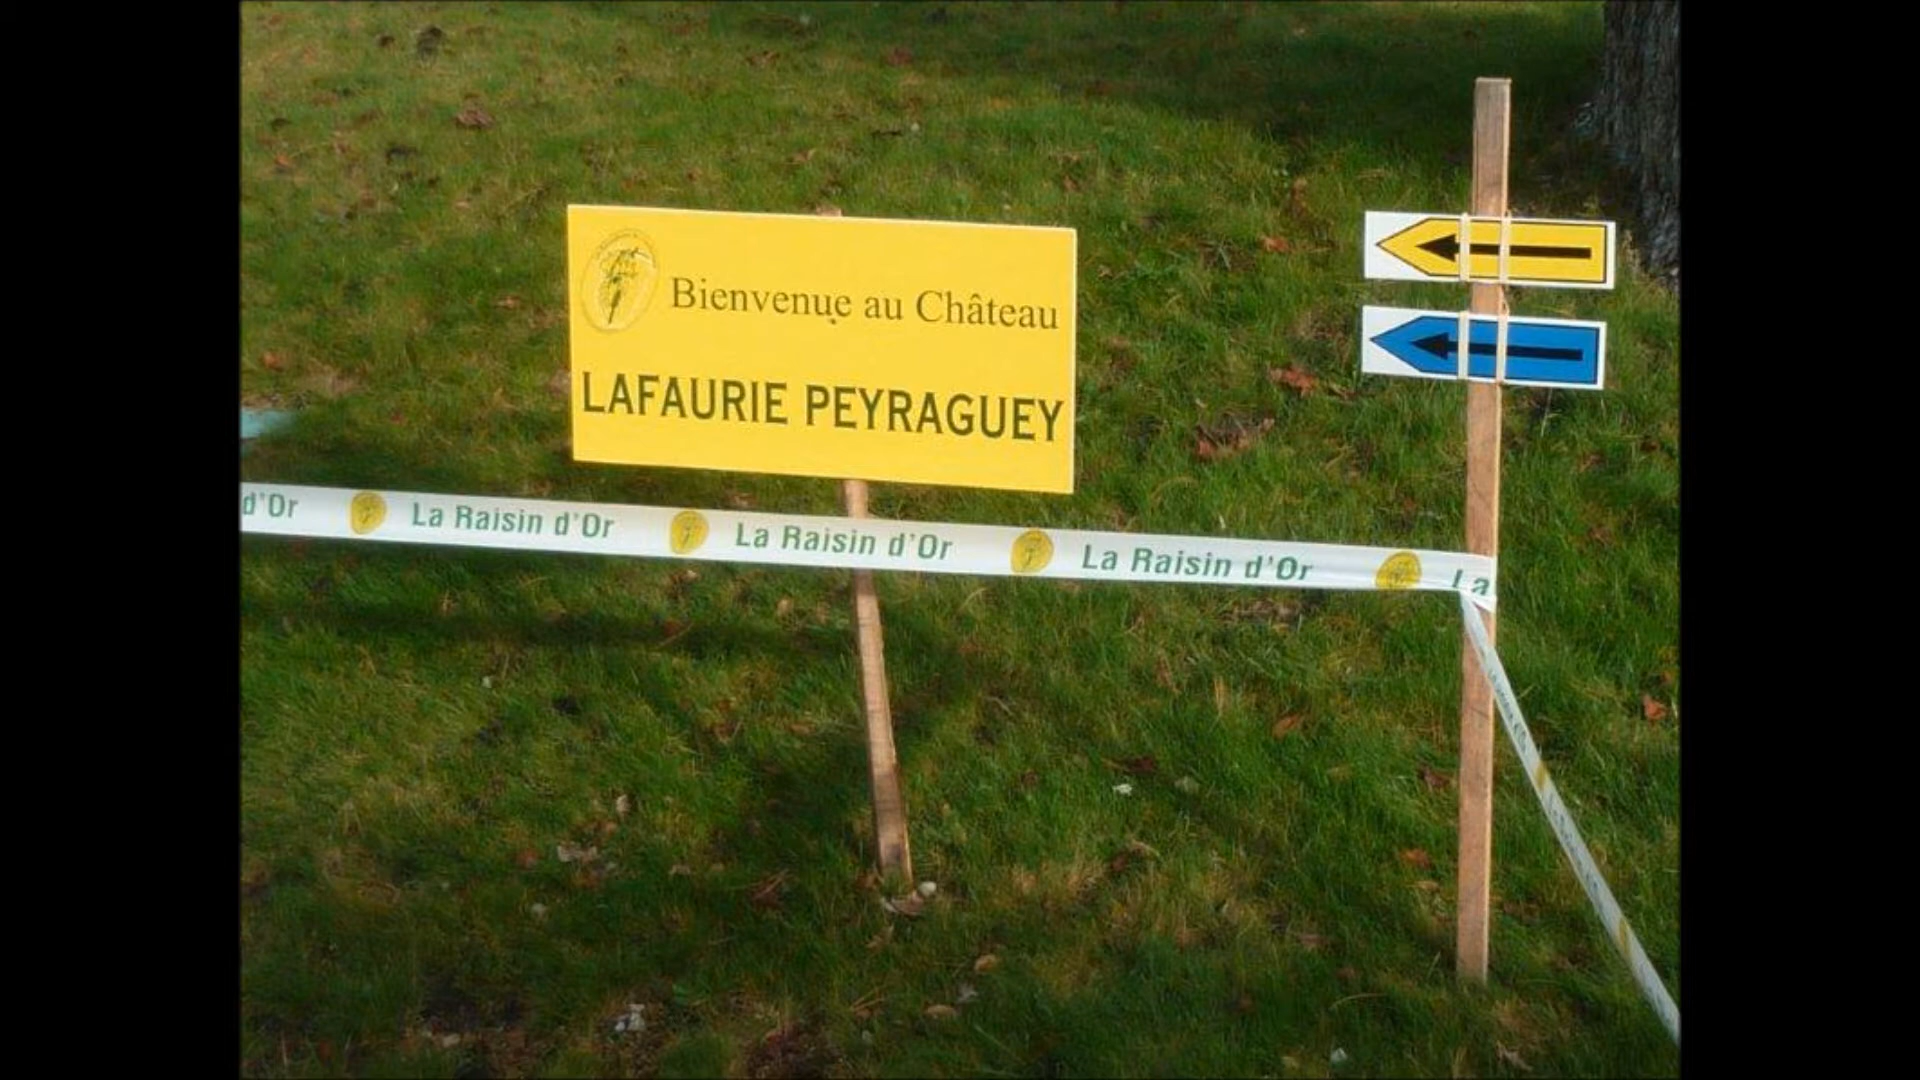 Bienvenue au Château
LAFAURIE PEYRAGUEY
d'Or La Raisin d'Or La Raisin d'Or La Raisin d'Or La